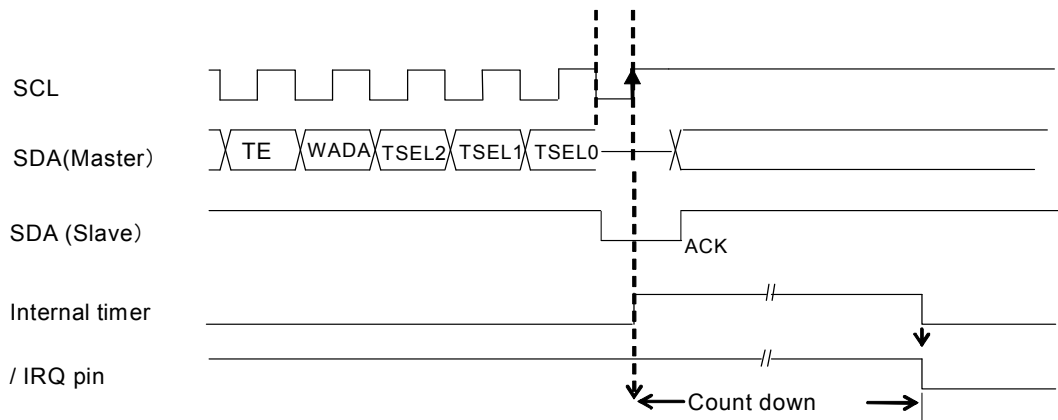 SCL
SDA(Master）
TE
WADA
TSEL2
TSEL1
TSEL0
SDA (Slave）
ACK
Internal timer
//
/ IRQ pin
//
Count down